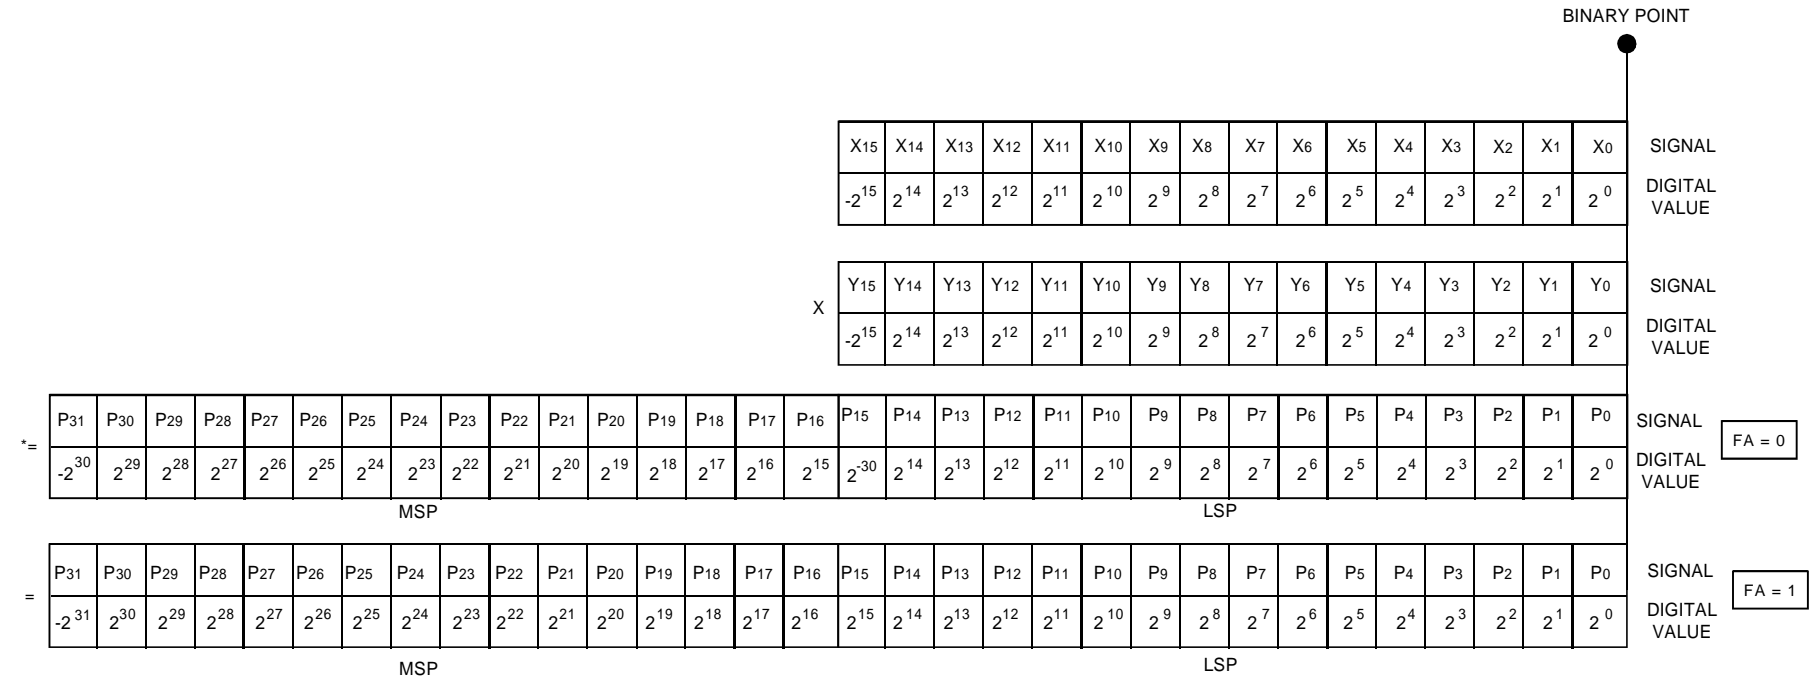 BINARY POINT
X15 X14 X13 X12 X11 X10 X9 X8 X7 X6 X5 X4 X3 X2 X1 X0 SIGNAL
-2^15 2^14 2^13 2^12 2^11 2^10 2^9 2^8 2^7 2^6 2^5 2^4 2^3 2^2 2^1 2^0 DIGITAL VALUE
X
Y15 Y14 Y13 Y12 Y11 Y10 Y9 Y8 Y7 Y6 Y5 Y4 Y3 Y2 Y1 Y0 SIGNAL
-2^15 2^14 2^13 2^12 2^11 2^10 2^9 2^8 2^7 2^6 2^5 2^4 2^3 2^2 2^1 2^0 DIGITAL VALUE
*=
P31 P30 P29 P28 P27 P26 P25 P24 P23 P22 P21 P20 P19 P18 P17 P16 P15 P14 P13 P12 P11 P10 P9 P8 P7 P6 P5 P4 P3 P2 P1 P0 SIGNAL
FA = 0
-2^30 2^29 2^28 2^27 2^26 2^25 2^24 2^23 2^22 2^21 2^20 2^19 2^18 2^17 2^16 2^15 2^-30 2^14 2^13 2^12 2^11 2^10 2^9 2^8 2^7 2^6 2^5 2^4 2^3 2^2 2^1 2^0 DIGITAL VALUE
MSP LSP
=
P31 P30 P29 P28 P27 P26 P25 P24 P23 P22 P21 P20 P19 P18 P17 P16 P15 P14 P13 P12 P11 P10 P9 P8 P7 P6 P5 P4 P3 P2 P1 P0 SIGNAL
FA = 1
-2^31 2^30 2^29 2^28 2^27 2^26 2^25 2^24 2^23 2^22 2^21 2^20 2^19 2^18 2^17 2^16 2^15 2^14 2^13 2^12 2^11 2^10 2^9 2^8 2^7 2^6 2^5 2^4 2^3 2^2 2^1 2^0 DIGITAL VALUE
MSP LSP